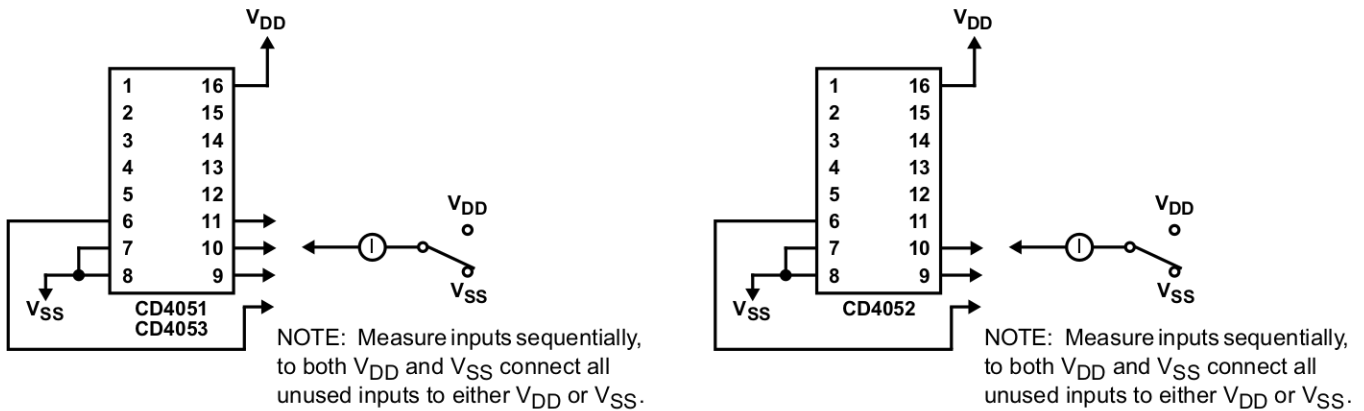 VDD
1 16
2 15
3 14
4 13
5 12
6 11
7 10
8 9
VSS
CD4051
CD4053
VDD
I
VSS
NOTE: Measure inputs sequentially,
to both VDD and VSS connect all
unused inputs to either VDD or VSS.
VDD
1 16
2 15
3 14
4 13
5 12
6 11
7 10
8 9
VSS
CD4052
VDD
I
VSS
NOTE: Measure inputs sequentially,
to both VDD and VSS connect all
unused inputs to either VDD or VSS.